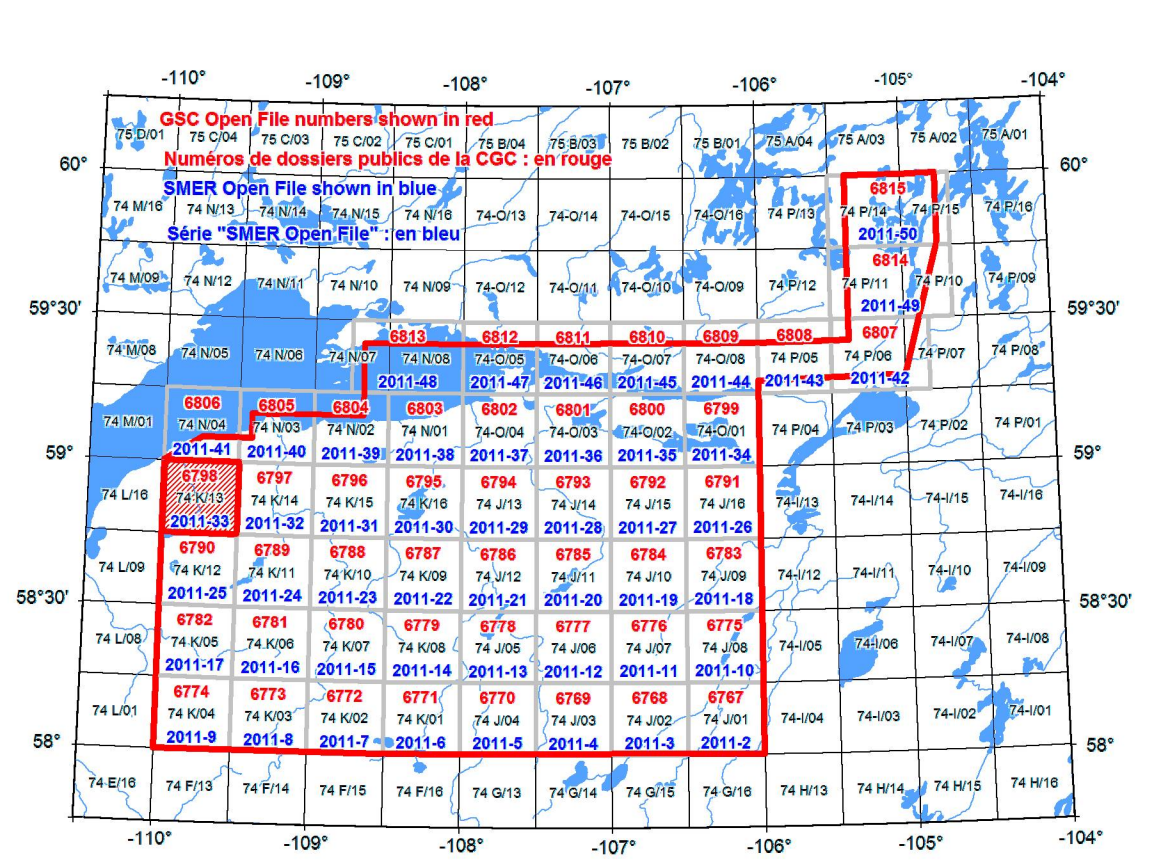 -110° -109° -108° -107° -106° -105° -104°
GSC Open File numbers shown in red
75 D/01 75 C/04 75 C/03 75 C/02 75 C/01 75 B/04 75 B/03 75 B/02 75 B/01 75 A/04 75 A/03 75 A/02 75 A/01
Numéros de dossiers publics de la CGC : en rouge
60° 60°
SMER Open File shown in blue
6815
74 M/16 74 N/13 74 N/14 74 N/15 74 N/16 74-O/13 74-O/14 74-O/15 74-O/16 74 P/13 74 P/14 74 P/15 74 P/16
Série "SMER Open File" : en bleu
2011-50
6814
74 M/09 74 N/12 74 N/11 74 N/10 74 N/09 74-O/12 74-O/11 74-O/10 74-O/09 74 P/12 74 P/11 74 P/10 74 P/09
2011-49
59°30' 59°30'
6813 6812 6811 6810 6809 6808 6807
74 M/08 74 N/05 74 N/06 74 N/07 74 N/08 74-O/05 74-O/06 74-O/07 74-O/08 74 P/05 74 P/06 74 P/07 74 P/08
2011-48 2011-47 2011-46 2011-45 2011-44 2011-43 2011-42
6806 6805 6804 6803 6802 6801 6800 6799
74 M/01 74 N/04 74 N/03 74 N/02 74 N/01 74-O/04 74-O/03 74-O/02 74-O/01 74 P/04 74 P/03 74 P/02 74 P/01
2011-41 2011-40 2011-39 2011-38 2011-37 2011-36 2011-35 2011-34
59° 59°
6798 6797 6796 6795 6794 6793 6792 6791
74 L/16 74 K/13 74 K/14 74 K/15 74 K/16 74 J/13 74 J/14 74 J/15 74 J/16 74-I/13 74-I/14 74-I/15 74-I/16
2011-33 2011-32 2011-31 2011-30 2011-29 2011-28 2011-27 2011-26
6790 6789 6788 6787 6786 6785 6784 6783
74 L/09 74 K/12 74 K/11 74 K/10 74 K/09 74 J/12 74 J/11 74 J/10 74 J/09 74-I/12 74-I/11 74-I/10 74-I/09
2011-25 2011-24 2011-23 2011-22 2011-21 2011-20 2011-19 2011-18
58°30' 58°30'
6782 6781 6780 6779 6778 6777 6776 6775
74 L/08 74 K/05 74 K/06 74 K/07 74 K/08 74 J/05 74 J/06 74 J/07 74 J/08 74-I/05 74-I/06 74-I/07 74-I/08
2011-17 2011-16 2011-15 2011-14 2011-13 2011-12 2011-11 2011-10
6774 6773 6772 6771 6770 6769 6768 6767
74 L/01 74 K/04 74 K/03 74 K/02 74 K/01 74 J/04 74 J/03 74 J/02 74 J/01 74-I/04 74-I/03 74-I/02 74-I/01
2011-9 2011-8 2011-7 2011-6 2011-5 2011-4 2011-3 2011-2
58° 58°
74 E/16 74 F/13 74 F/14 74 F/15 74 F/16 74 G/13 74 G/14 74 G/15 74 G/16 74 H/13 74 H/14 74 H/15 74 H/16
-110° -109° -108° -107° -106° -105° -104°